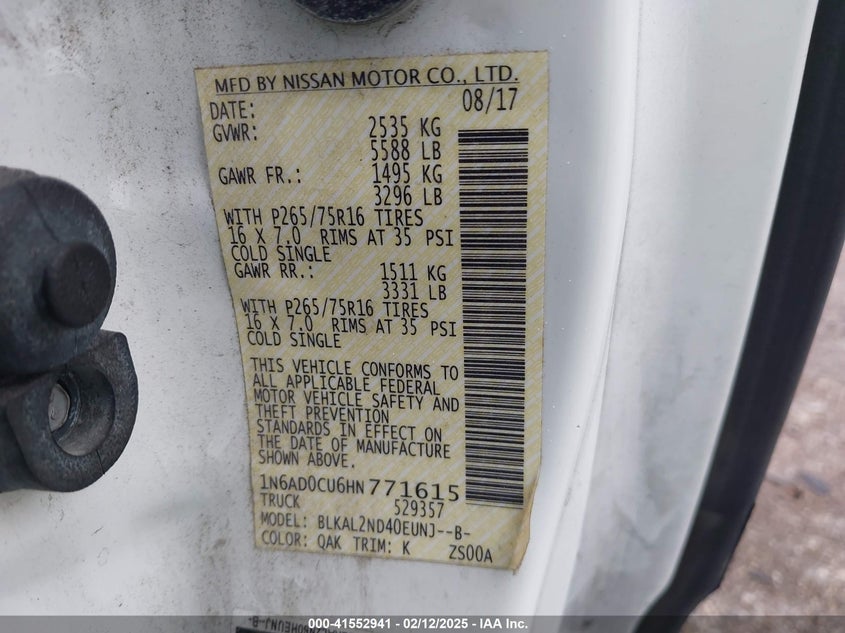 MFD BY NISSAN MOTOR CO., LTD.
DATE: 08/17
GVWR: 2535 KG
5588 LB
GAWR FR.: 1495 KG
3296 LB
WITH P265/75R16 TIRES
16 X 7.0 RIMS AT 35 PSI
COLD SINGLE
GAWR RR.: 1511 KG
3331 LB
WITH P265/75R16 TIRES
16 X 7.0 RIMS AT 35 PSI
COLD SINGLE
THIS VEHICLE CONFORMS TO
ALL APPLICABLE FEDERAL
MOTOR VEHICLE SAFETY AND
THEFT PREVENTION
STANDARDS IN EFFECT ON
THE DATE OF MANUFACTURE
SHOWN ABOVE.
1N6AD0CU6HN771615
TRUCK 529357
MODEL: BLKAL2ND40EUNJ--B-
COLOR: QAK TRIM: K ZS00A
000-41552941 - 02/12/2025 - IAA Inc.